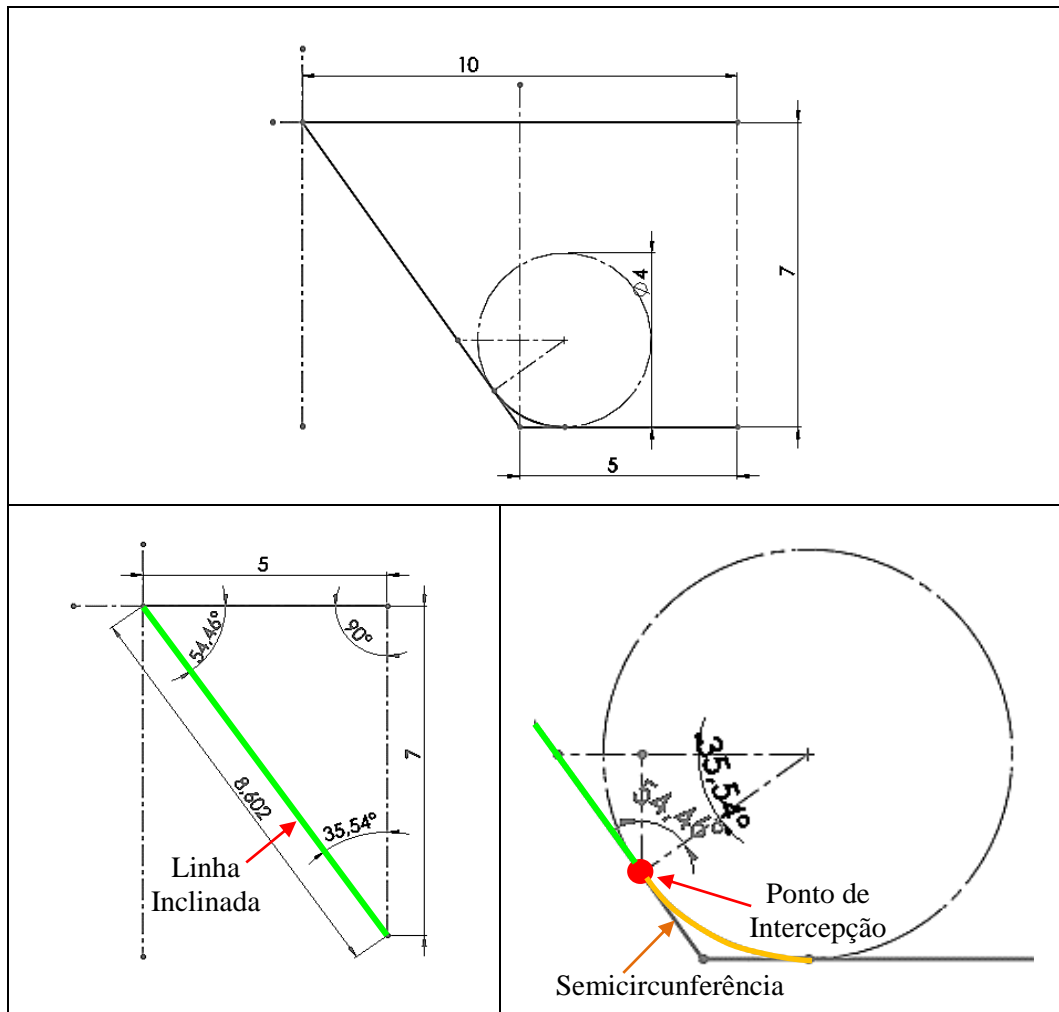 10
7
⌀4
5
5
54,46°
90°
7
8,602
35,54°
Linha
Inclinada
35,54°
54,46°
Ponto de
Intercepção
Semicircunferência